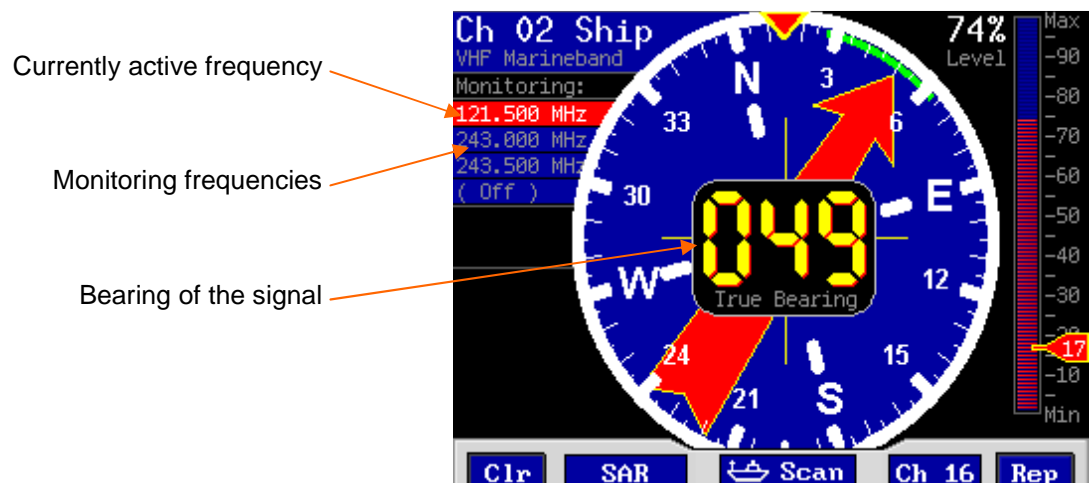 Currently active frequency
Monitoring frequencies
Bearing of the signal
Ch 02 Ship
VHF Marineband
Monitoring:
121.500 MHz
243.000 MHz
243.500 MHz
( Off )
74%
Level
N
3
6
E
12
15
S
21
24
W
30
33
049
True Bearing
Max
-90
-80
-70
-60
-50
-40
-30
-20
17
-10
Min
Clr SAR Scan Ch 16 Rep